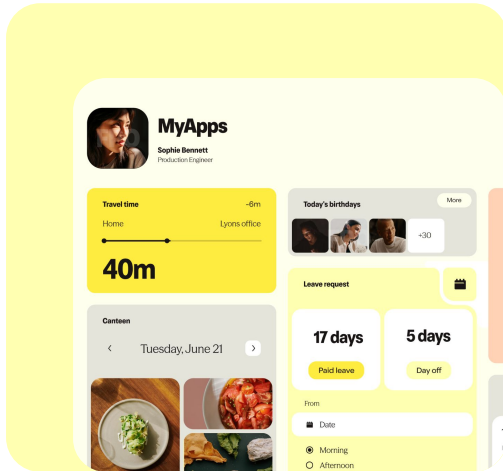 MyApps
Sophie Bennett
Production Engineer
Travel time
-6m
Home
Lyons office
40m
Today's birthdays
More
+30
Leave request
17 days
Paid leave
5 days
Day off
From
Date
Morning
Afternoon
Canteen
Tuesday, June 21